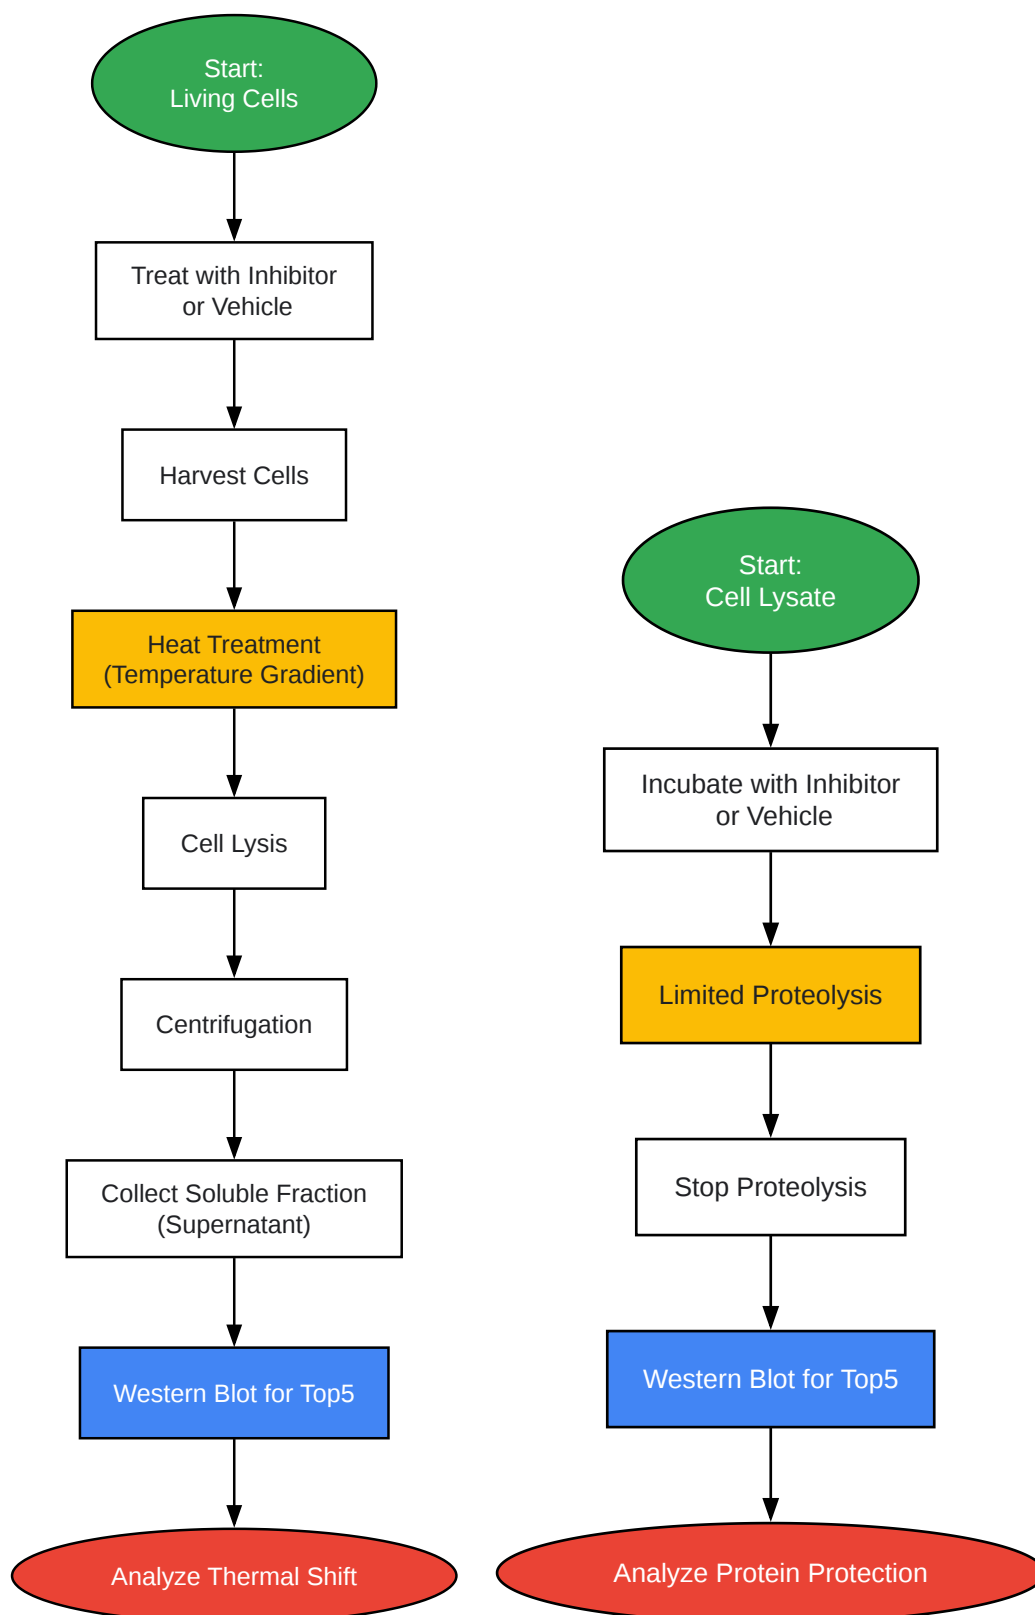 Start:
Living Cells
Treat with Inhibitor
or Vehicle
Harvest Cells
Heat Treatment
(Temperature Gradient)
Cell Lysis
Centrifugation
Collect Soluble Fraction
(Supernatant)
Western Blot for Top5
Analyze Thermal Shift
Start:
Cell Lysate
Incubate with Inhibitor
or Vehicle
Limited Proteolysis
Stop Proteolysis
Western Blot for Top5
Analyze Protein Protection